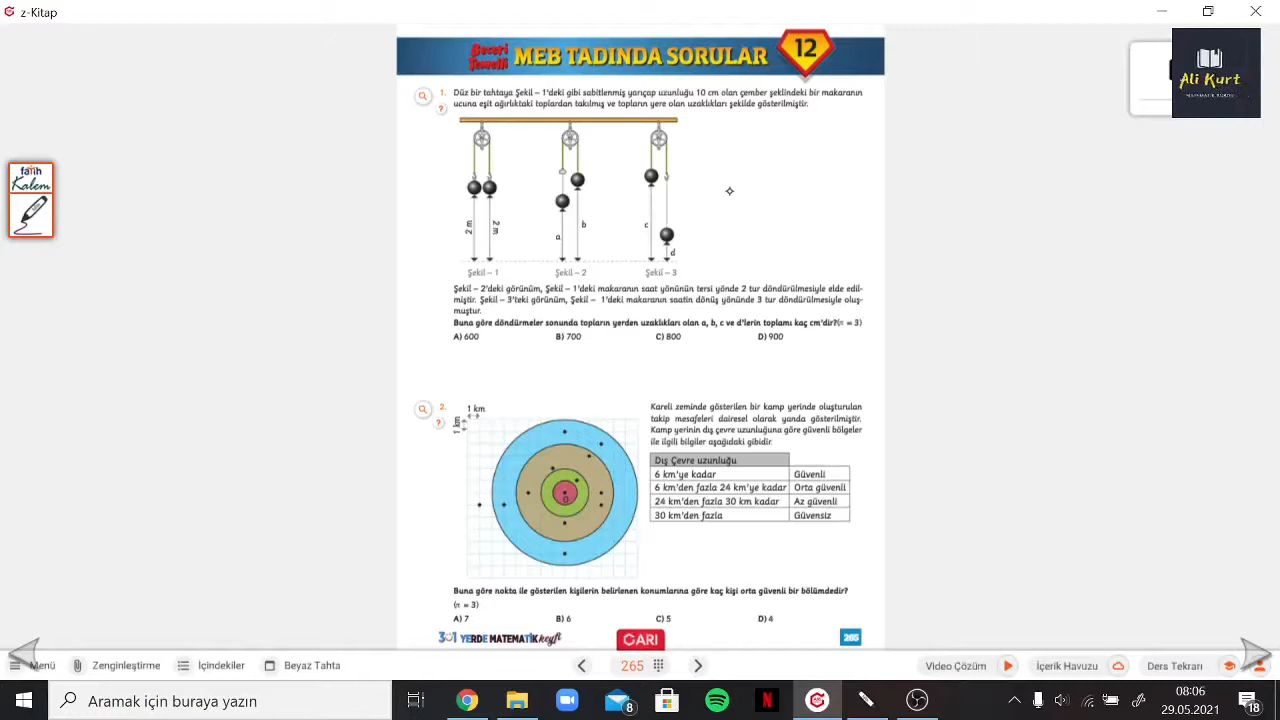 z-Kitap
Beceri Temelli MEB TADINDA SORULAR 12
Ali Kurt
fatih
Kalem
1. Düz bir tahtaya Şekil – 1'deki gibi sabitlenmiş yarıçap uzunluğu 10 cm olan çember şeklindeki bir makaranın
ucuna eşit ağırlıktaki toplardan takılmış ve topların yere olan uzaklıkları şekilde gösterilmiştir.
2 m 2 m a b c d
Şekil – 1 Şekil – 2 Şekil – 3
Şekil – 2'deki görünüm, Şekil – 1'deki makaranın saat yönünün tersi yönde 2 tur döndürülmesiyle elde edil-
miştir. Şekil – 3'teki görünüm, Şekil – 1'deki makaranın saatin dönüş yönünde 3 tur döndürülmesiyle oluş-
muştur.
Buna göre döndürmeler sonunda topların yerden uzaklıkları olan a, b, c ve d'lerin toplamı kaç cm'dir?(π = 3)
A) 600 B) 700 C) 800 D) 900
2. 1 km
1 km
O
Kareli zeminde gösterilen bir kamp yerinde oluşturulan
takip mesafeleri dairesel olarak yanda gösterilmiştir.
Kamp yerinin dış çevre uzunluğuna göre güvenli bölgeler
ile ilgili bilgiler aşağıdaki gibidir.
Dış Çevre uzunluğu
6 km'ye kadar Güvenli
6 km'den fazla 24 km'ye kadar Orta güvenli
24 km'den fazla 30 km kadar Az güvenli
30 km'den fazla Güvensiz
Buna göre nokta ile gösterilen kişilerin belirlenen konumlarına göre kaç kişi orta güvenli bir bölümdedir?
(π = 3)
A) 7 B) 6 C) 5 D) 4
301 YERDE MATEMATİK keyfi ARI 265
Menü Zenginleştirme İçindekiler Beyaz Tahta 265 Video Çözüm İçerik Havuzu Ders Tekrarı
Aramak için buraya yazın 8 08:06 18